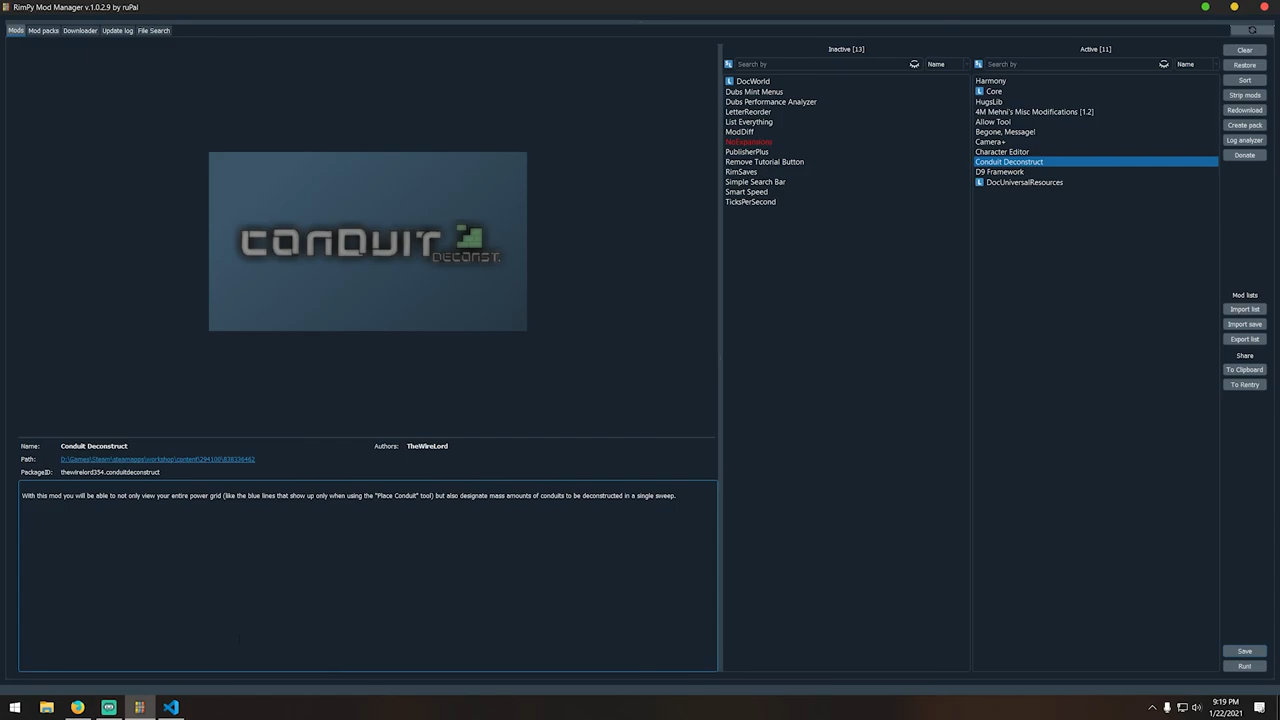 RimPy Mod Manager v.1.0.2.9 by ruPal
Mods Mod packs Downloader Update log File Search
CONDUIT
DECONST.
Name: Conduit Deconstruct Authors: TheWireLord
Path: D:\Games\Steam\steamapps\workshop\content\294100\838336462
PackageID: thewirelord354.conduitdeconstruct
With this mod you will be able to not only view your entire power grid (like the blue lines that show up only when using the "Place Conduit" tool) but also designate mass amounts of conduits to be deconstructed in a single sweep.
Inactive [13]
Search by Name
L DocWorld
Dubs Mint Menus
Dubs Performance Analyzer
LetterReorder
List Everything
ModDiff
NoExpansions
PublisherPlus
Remove Tutorial Button
RimSaves
Simple Search Bar
Smart Speed
TicksPerSecond
Active [11]
Search by Name
Harmony
L Core
HugsLib
4M Mehni's Misc Modifications [1.2]
Allow Tool
Begone, Message!
Camera+
Character Editor
Conduit Deconstruct
D9 Framework
L DocUniversalResources
Clear
Restore
Sort
Strip mods
Redownload
Create pack
Log analyzer
Donate
Mod lists
Import list
Import save
Export list
Share
To Clipboard
To Rentry
Save
Run!
9:19 PM
1/22/2021